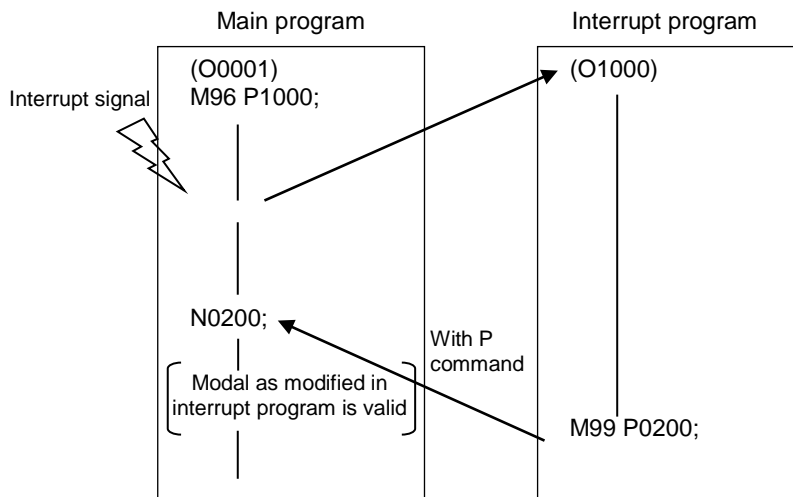 Main program
Interrupt program
(O0001)
M96 P1000;
(O1000)
Interrupt signal
N0200;
With P
command
Modal as modified in
interrupt program is valid
M99 P0200;